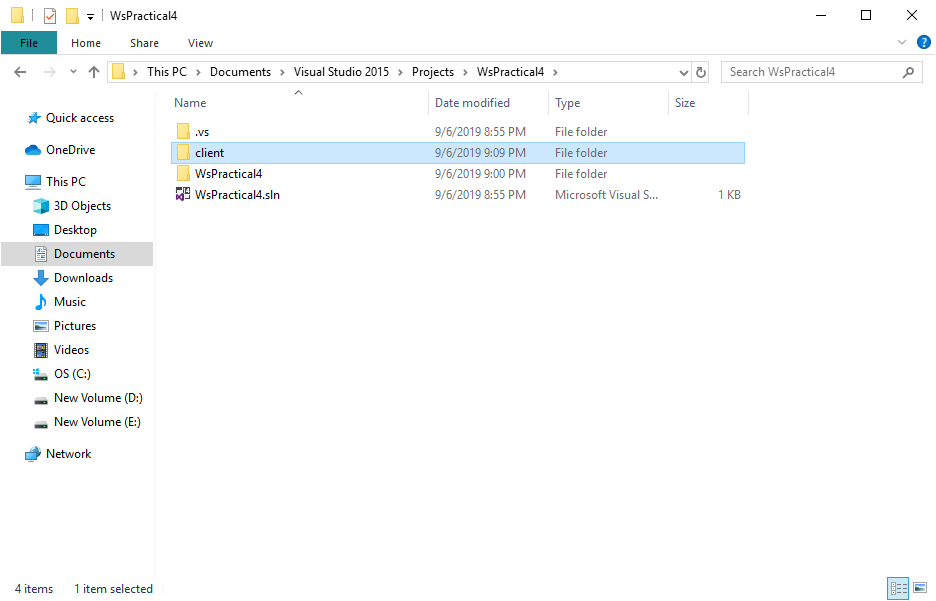 WsPractical4
File Home Share View
This PC Documents Visual Studio 2015 Projects WsPractical4
Search WsPractical4
Name Date modified Type Size
.vs 9/6/2019 8:55 PM File folder
client 9/6/2019 9:09 PM File folder
WsPractical4 9/6/2019 9:00 PM File folder
WsPractical4.sln 9/6/2019 8:55 PM Microsoft Visual S... 1 KB
Quick access
OneDrive
This PC
3D Objects
Desktop
Documents
Downloads
Music
Pictures
Videos
OS (C:)
New Volume (D:)
New Volume (E:)
Network
4 items 1 item selected